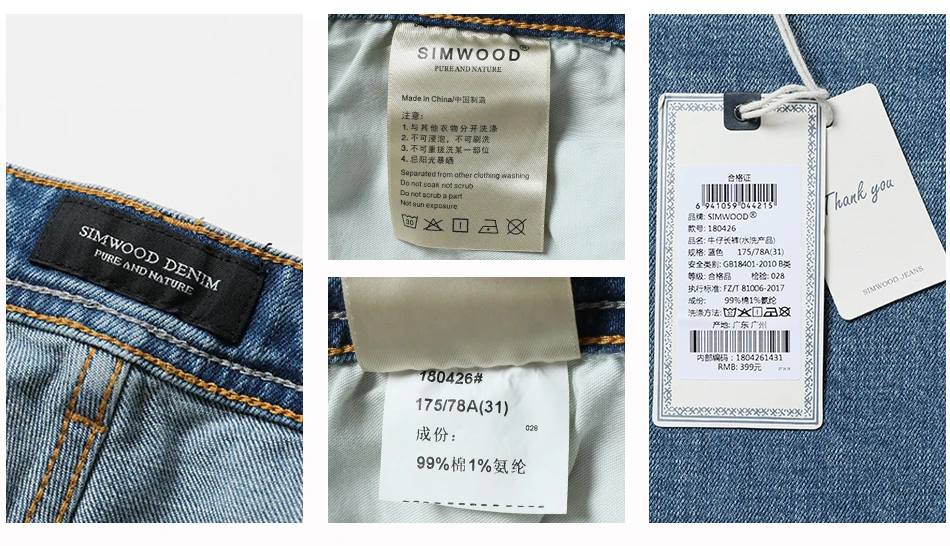 SIMWOOD DENIM
PURE AND NATURE
SIMWOOD®
PURE AND NATURE
Made in China/中国制造
注意:
1. 与其他衣物分开洗涤
2. 不可浸泡,不可刷洗
3. 不可重搓洗某一部位
4. 忌阳光暴晒
Separated from other clothing washing
Do not soak not scrub
Do not scrub a part
Not sun exposure
30
180426#
175/78A(31)
成份:
028
99%棉1%氨纶
合格证
6 941059 044215
品牌: SIMWOOD®
款号: 180426
品名: 牛仔长裤(水洗产品)
规格: 蓝色 175/78A(31)
安全类别: GB18401-2010 B类
等级: 合格品 检验: 028
执行标准: FZ/T 81006-2017
成份: 99%棉1%氨纶
洗涤方法:
产地: 广东 广州
内部编码: 1804261431
RMB: 399元
Thank you
SIMWOOD JEANS